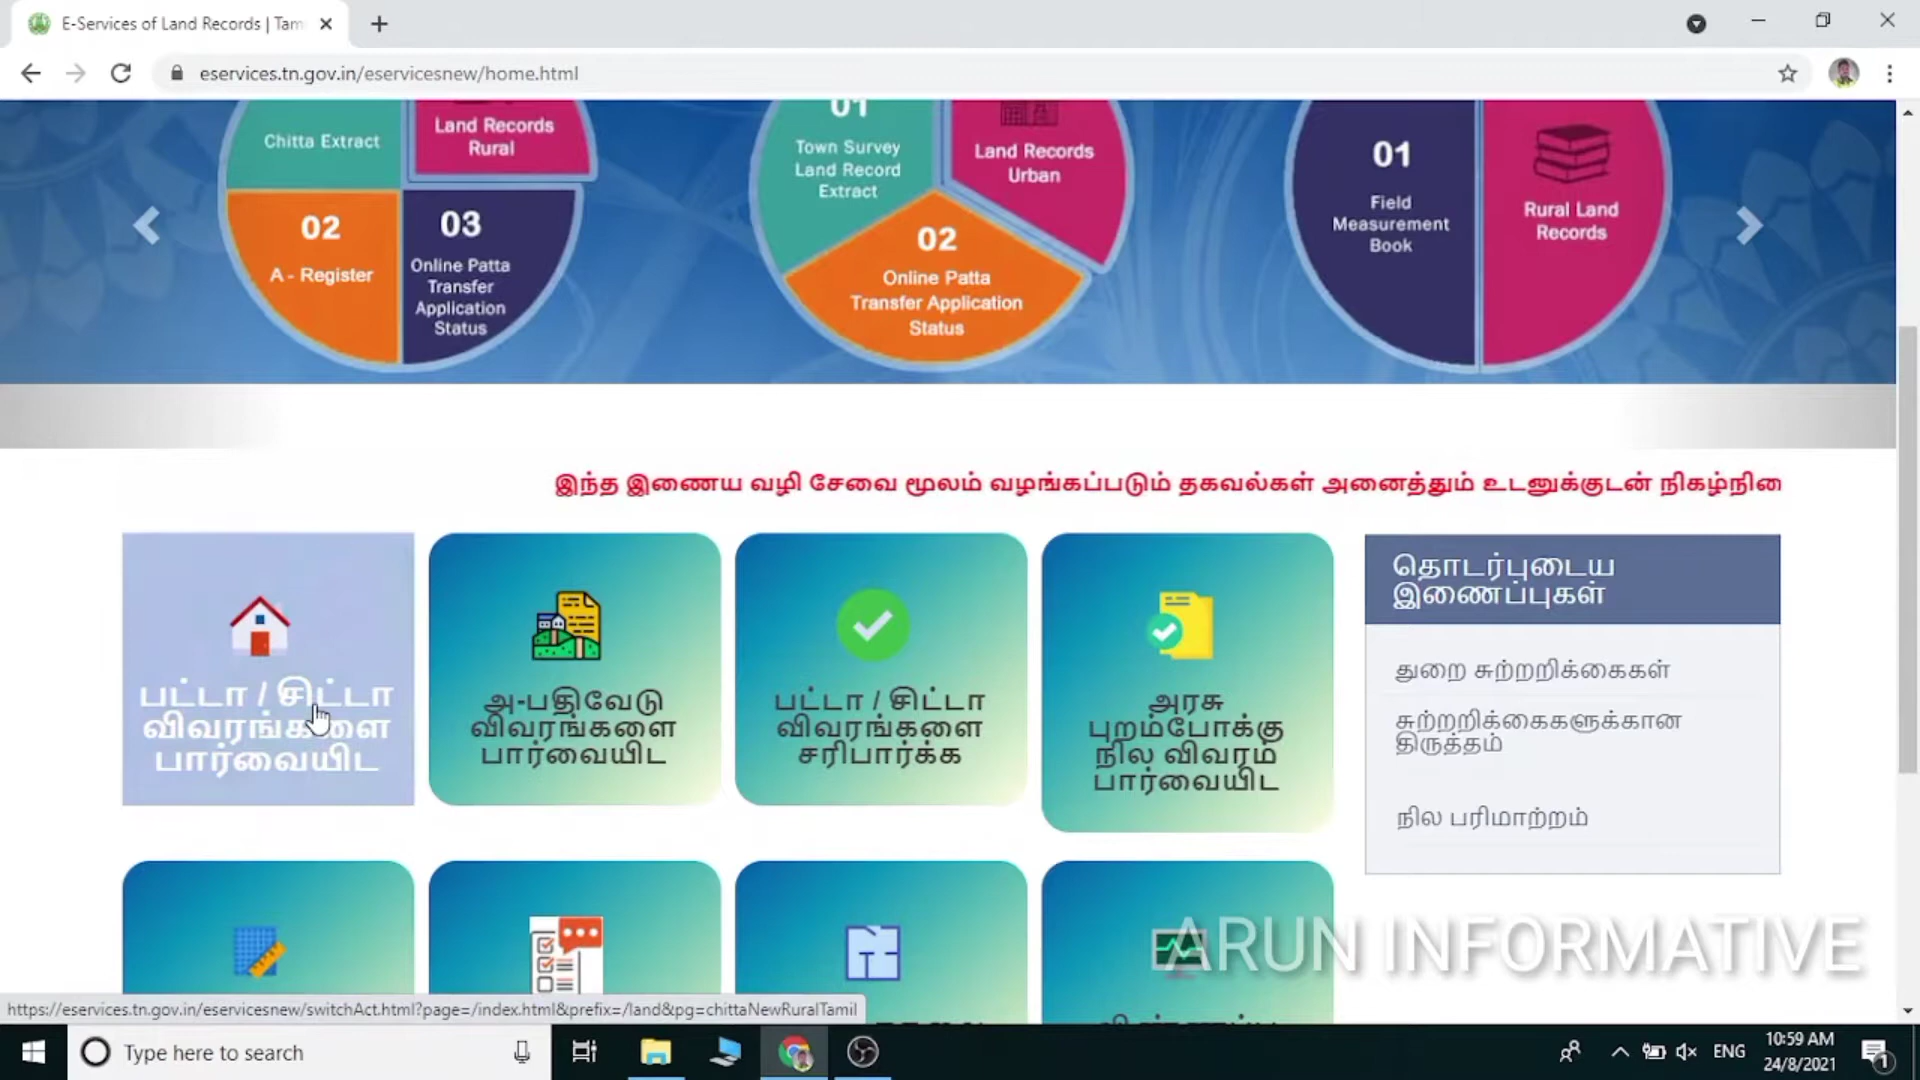 E-Services of Land Records | Tam
eservices.tn.gov.in/eservicesnew/home.html
Chitta Extract
Land Records
Rural
02
A - Register
03
Online Patta
Transfer
Application
Status
01
Town Survey
Land Record
Extract
Land Records
Urban
02
Online Patta
Transfer Application
Status
01
Field
Measurement
Book
Rural Land
Records
இந்த இணைய வழி சேவை மூலம் வழங்கப்படும் தகவல்கள் அனைத்தும் உடனுக்குடன்
பட்டா / சிட்டா
விவரங்களை
பார்வையிட
அ-பதிவேடு
விவரங்களை
பார்வையிட
பட்டா / சிட்டா
விவரங்களை
சரிபார்க்க
அரசு
புறம்போக்கு
நில விவரம்
பார்வையிட
தொடர்புடைய
இணைப்புகள்
துறை சுற்றறிக்கைகள்
சுற்றறிக்கைகளுக்கான
திருத்தம்
நில பரிமாற்றம்
ARUN INFORMATIVE
https://eservices.tn.gov.in/eservicesnew/switchAct.html?page=/index.html&prefix=/land&pg=chittaNewRuralTamil
Type here to search
ENG
10:59 AM
24/8/2021
1